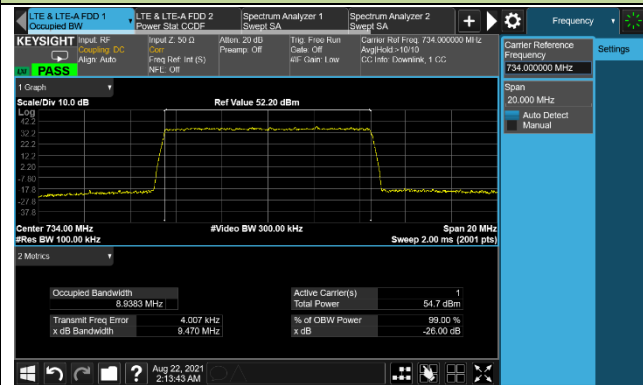 LTE & LTE-A FDD 1
Occupied BW
LTE & LTE-A FDD 2
Power Stat CCDF
Spectrum Analyzer 1
Swept SA
Spectrum Analyzer 2
Swept SA
+
Frequency
KEYSIGHT
Input: RF
Coupling: DC
Align: Auto
Input Z: 50 Ω
Corr
Freq Ref: Int (S)
NFE: Off
Atten: 20 dB
Preamp: Off
Trig: Free Run
Gate: Off
#IF Gain: Low
Carrier Ref Freq: 734.000000 MHz
Avg|Hold:>10/10
CC Info: Downlink, 1 CC
LXI
PASS
Carrier Reference
Frequency
734.000000 MHz
Settings
Span
20.000 MHz
Auto Detect
Manual
1 Graph
Scale/Div 10.0 dB
Ref Value 52.20 dBm
Log
42.2
32.2
22.2
12.2
2.20
-7.80
-17.8
-27.8
-37.8
Center 734.00 MHz
#Video BW 300.00 kHz
Span 20 MHz
#Res BW 100.00 kHz
Sweep 2.00 ms (2001 pts)
2 Metrics
Occupied Bandwidth
8.9383 MHz
Active Carrier(s) 1
Total Power 54.7 dBm
Transmit Freq Error 4.007 kHz
x dB Bandwidth 9.470 MHz
% of OBW Power 99.00 %
x dB -26.00 dB
?
Aug 22, 2021
2:13:43 AM